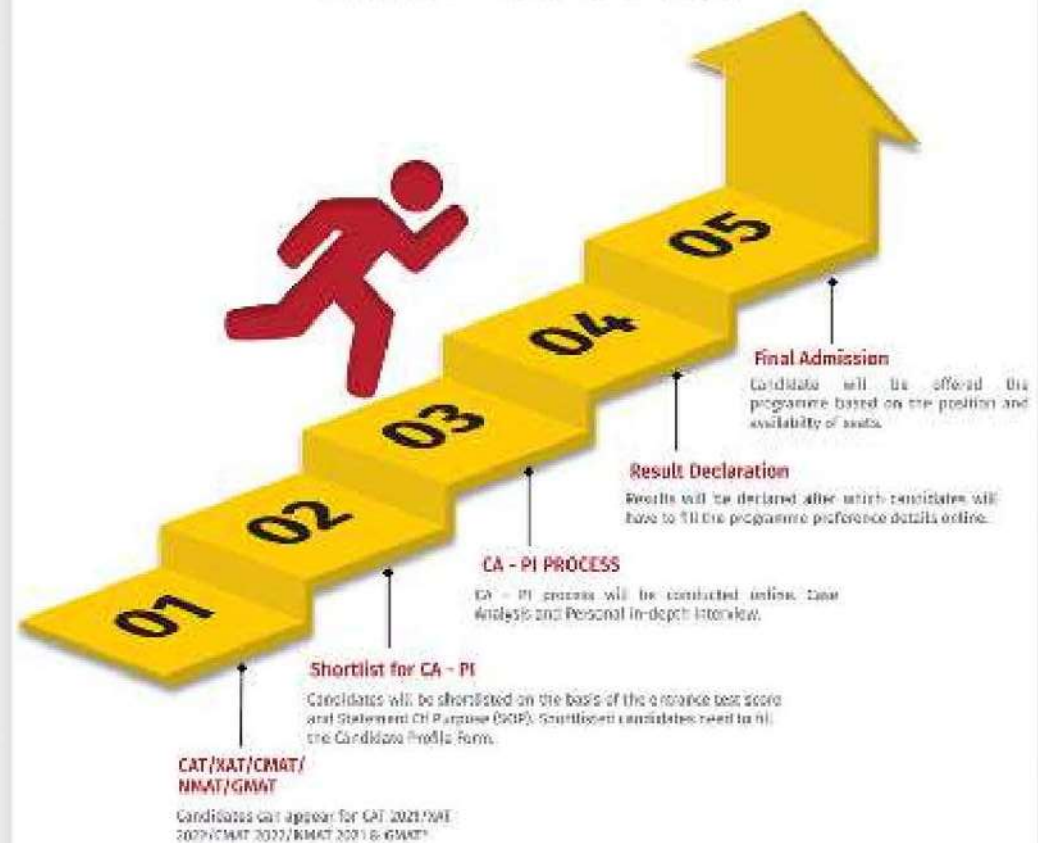 01
CAT/XAT/CMAT/
NMAT/GMAT
Candidates can appear for CAT 2021/XAT
2022/CMAT 2022/NMAT 2021 & GMAT*
02
Shortlist for CA - PI
Candidates will be shortlisted on the basis of the entrance test score
and Statement Of Purpose (SOP). Shortlisted candidates need to fill
the Candidate Profile Form.
03
CA - PI PROCESS
CA - PI process will be conducted online. Case
Analysis and Personal in-depth Interview.
04
Result Declaration
Results will be declared after which candidates will
have to fill the programme preference details online.
05
Final Admission
Candidate will be offered the
programme based on the position and
availability of seats.